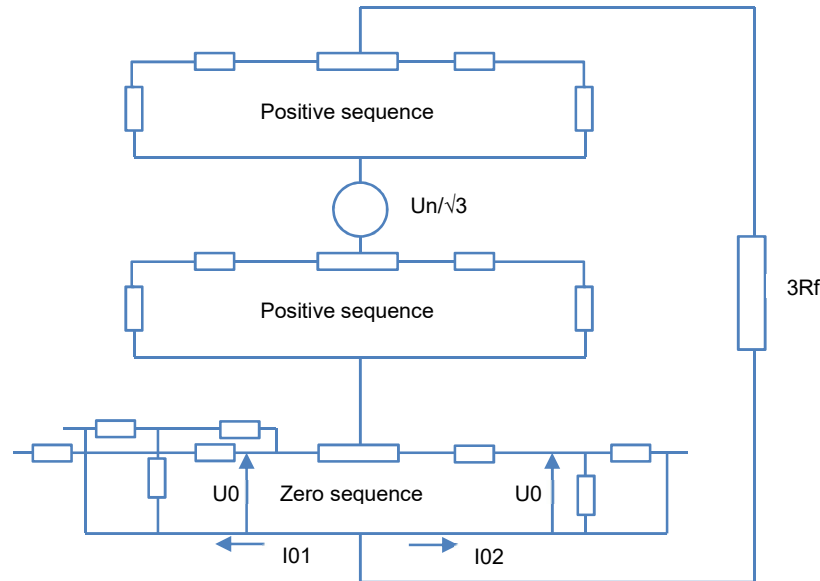 Positive sequence
Un/√3
Positive sequence
3Rf
U0
Zero sequence
U0
I01
I02